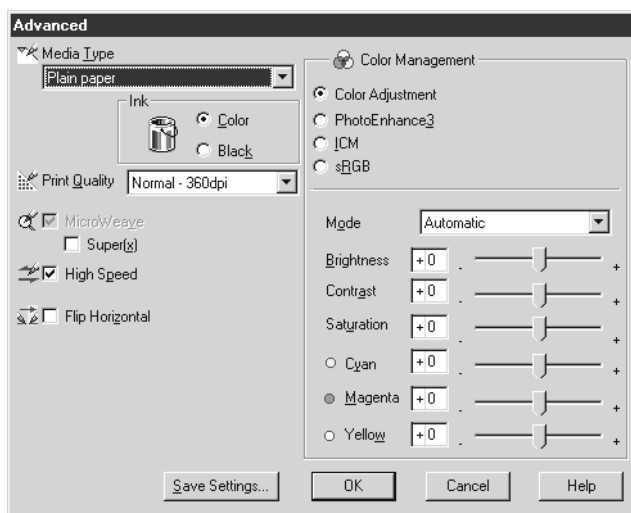 Advanced
Media Type
Plain paper
Ink
Color
Black
Print Quality Normal - 360dpi
MicroWeave
Super(x)
High Speed
Flip Horizontal
Color Management
Color Adjustment
PhotoEnhance3
ICM
sRGB
Mode Automatic
Brightness +0 - +
Contrast +0 - +
Saturation +0 - +
Cyan +0 - +
Magenta +0 - +
Yellow +0 - +
Save Settings... OK Cancel Help